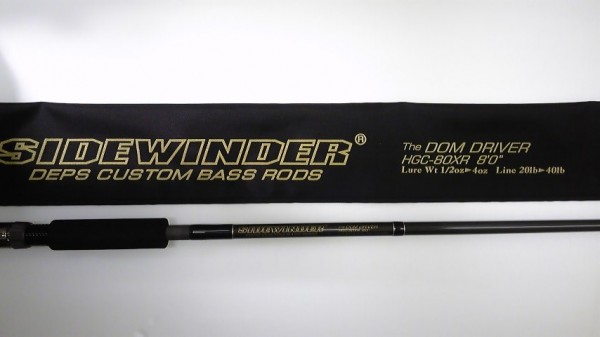 SIDEWINDER®
DEPS CUSTOM BASS RODS
The DOM DRIVER
HGC-80XR 8'0"
Lure Wt 1/2oz▸4oz Line 20lb▸40lb
SIDEWINDER